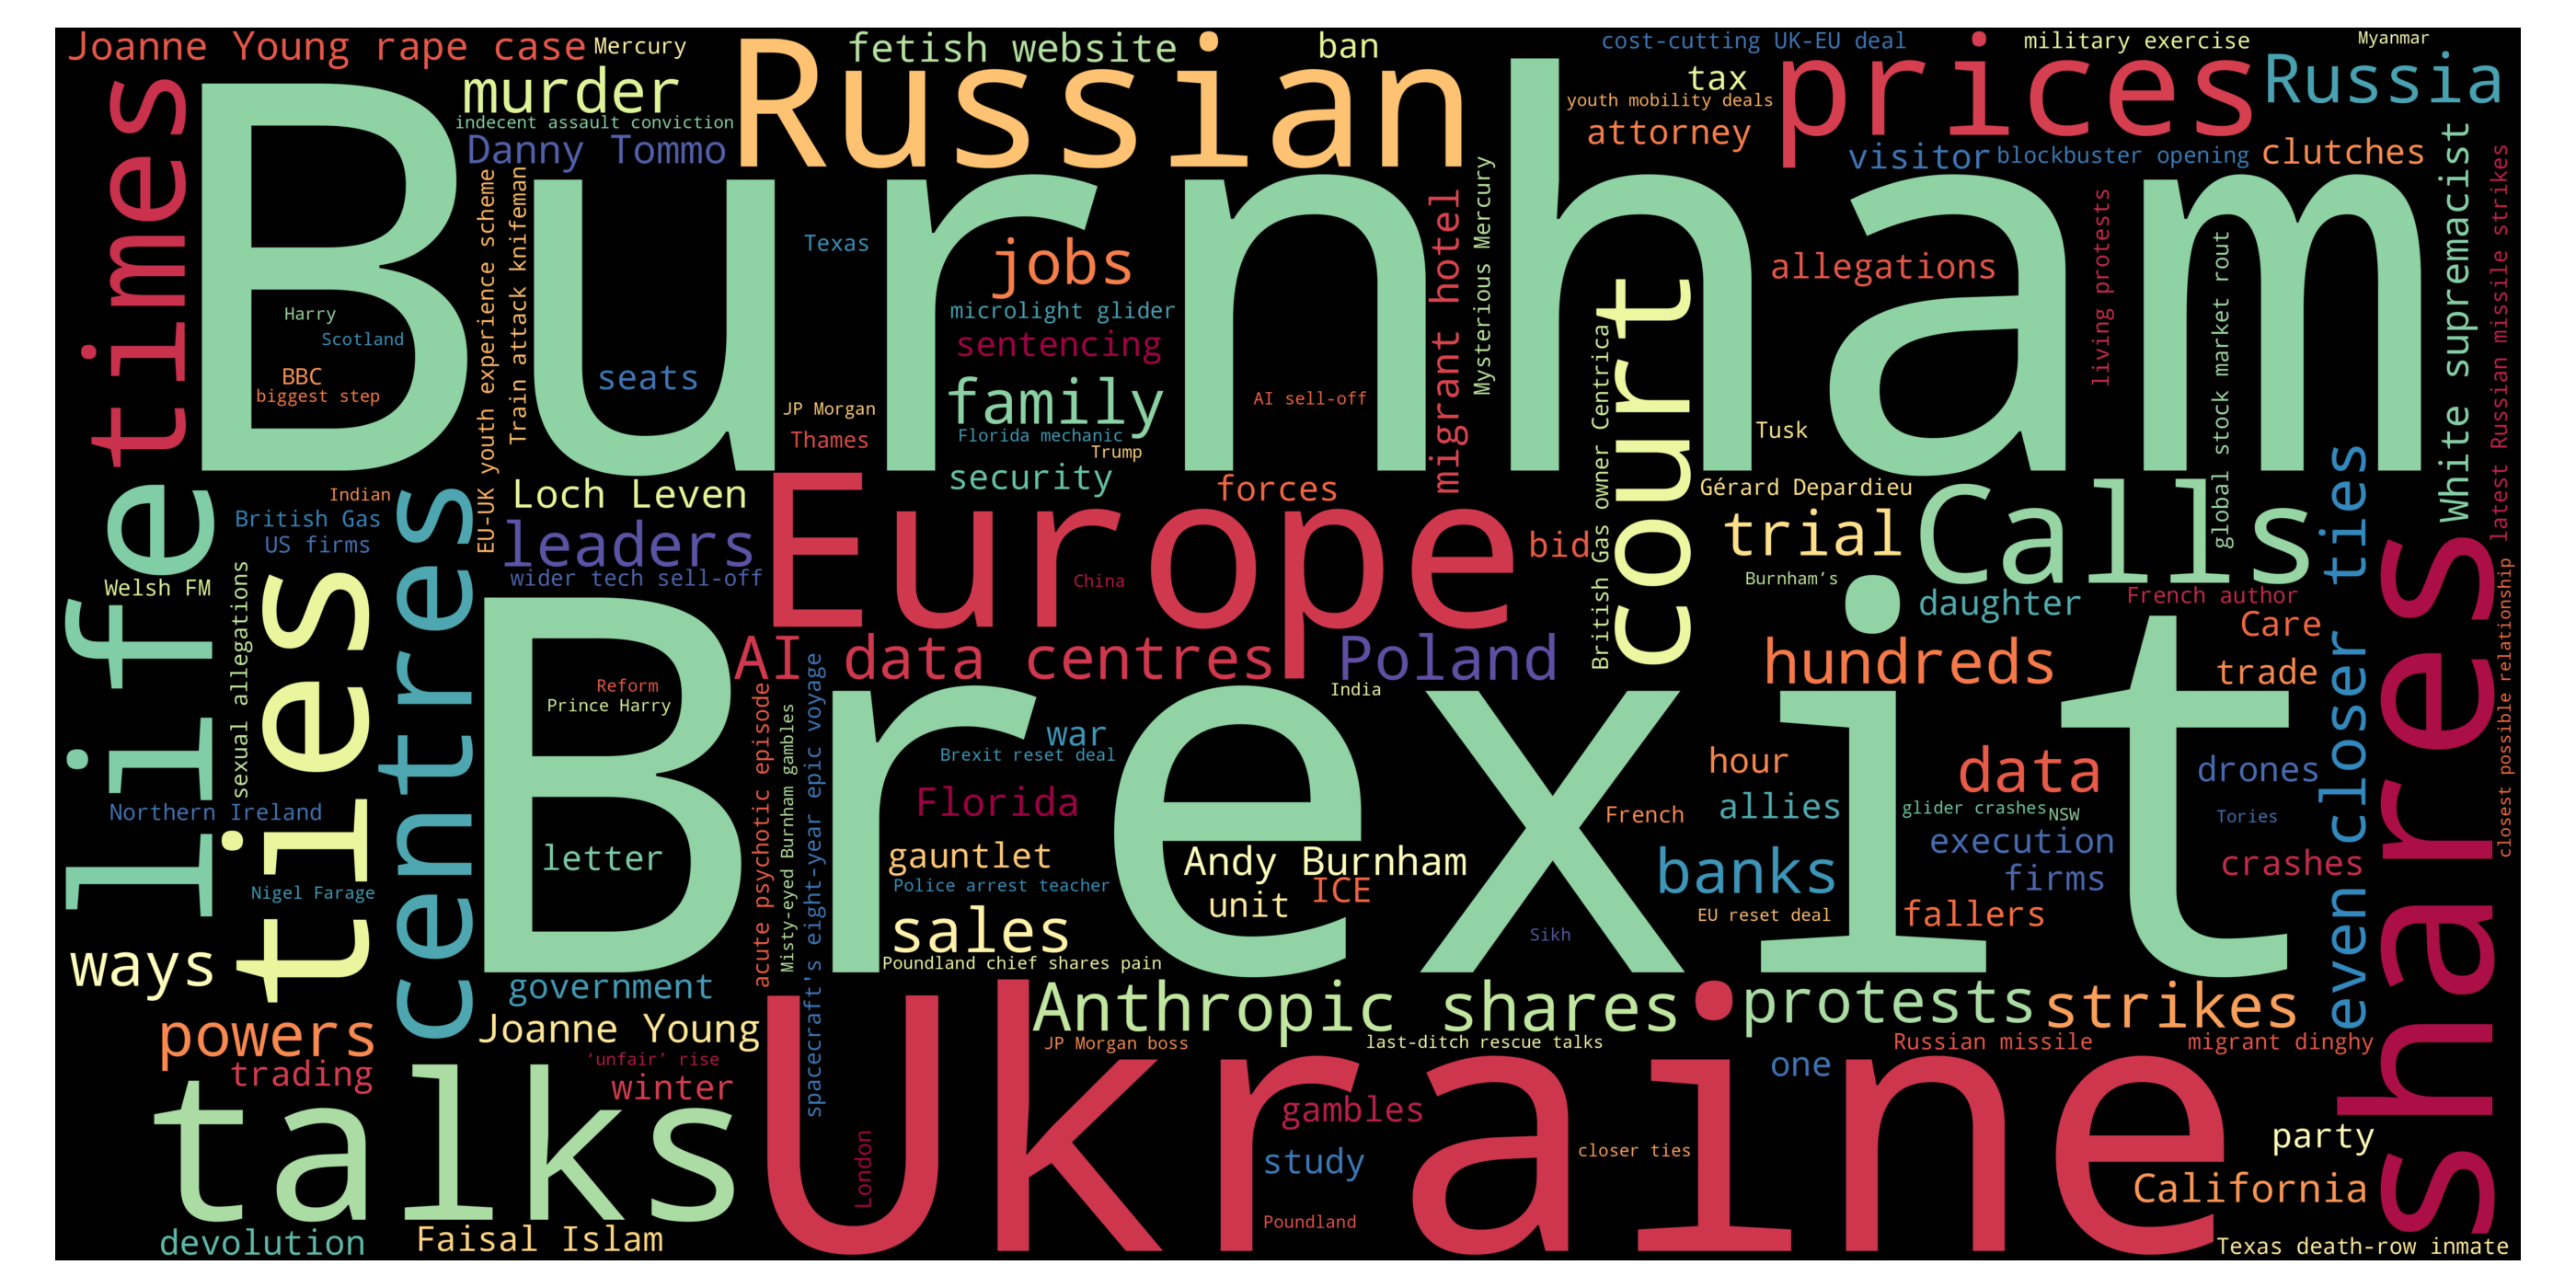 Joanne Young rape case
Mercury
Russian
fetish website
ban
cost-cutting UK-EU deal
military exercise
Myanmar
murder
tax
prices
Russia
youth mobility deals
indecent assault conviction
attorney
Danny Tommo
visitor
blockbuster opening
clutches
times
Burnham
EU-UK youth experience scheme
Train attack knifeman
Texas
jobs
migrant hotel
Mysterious Mercury
allegations
living protests
global stock market rout
White supremacist
latest Russian missile strikes
Harry
Scotland
microlight glider
sentencing
BBC
biggest step
seats
JP Morgan
family
AI sell-off
Thames
Florida mechanic
Trump
British Gas owner Centrica
court
Tusk
security
forces
Indian
Loch Leven
Gérard Depardieu
British Gas
US firms
leaders
Europe
bid
trial
Calls
wider tech sell-off
China
Burnham’s
Welsh FM
daughter
French author
life
sexual allegations
ties
centres
AI data centres
Poland
hundreds
Care
trade
even closer ties
shares
closest possible relationship
Reform
Prince Harry
India
Brexit
acute psychotic episode
Misty-eyed Burnham gambles
spacecraft's eight-year epic voyage
war
Brexit reset deal
hour
data
drones
Northern Ireland
Florida
French
allies
glider crashes
NSW
Tories
letter
gauntlet
Andy Burnham
execution
banks
crashes
Nigel Farage
Police arrest teacher
ICE
firms
unit
EU reset deal
fallers
sales
Sikh
ways
Poundland chief shares pain
government
Anthropic shares
protests
strikes
powers
Joanne Young
JP Morgan boss
last-ditch rescue talks
Russian missile
migrant dinghy
‘unfair’ rise
trading
winter
one
talks
Ukraine
gambles
London
study
closer ties
party
California
Poundland
devolution
Faisal Islam
Texas death-row inmate